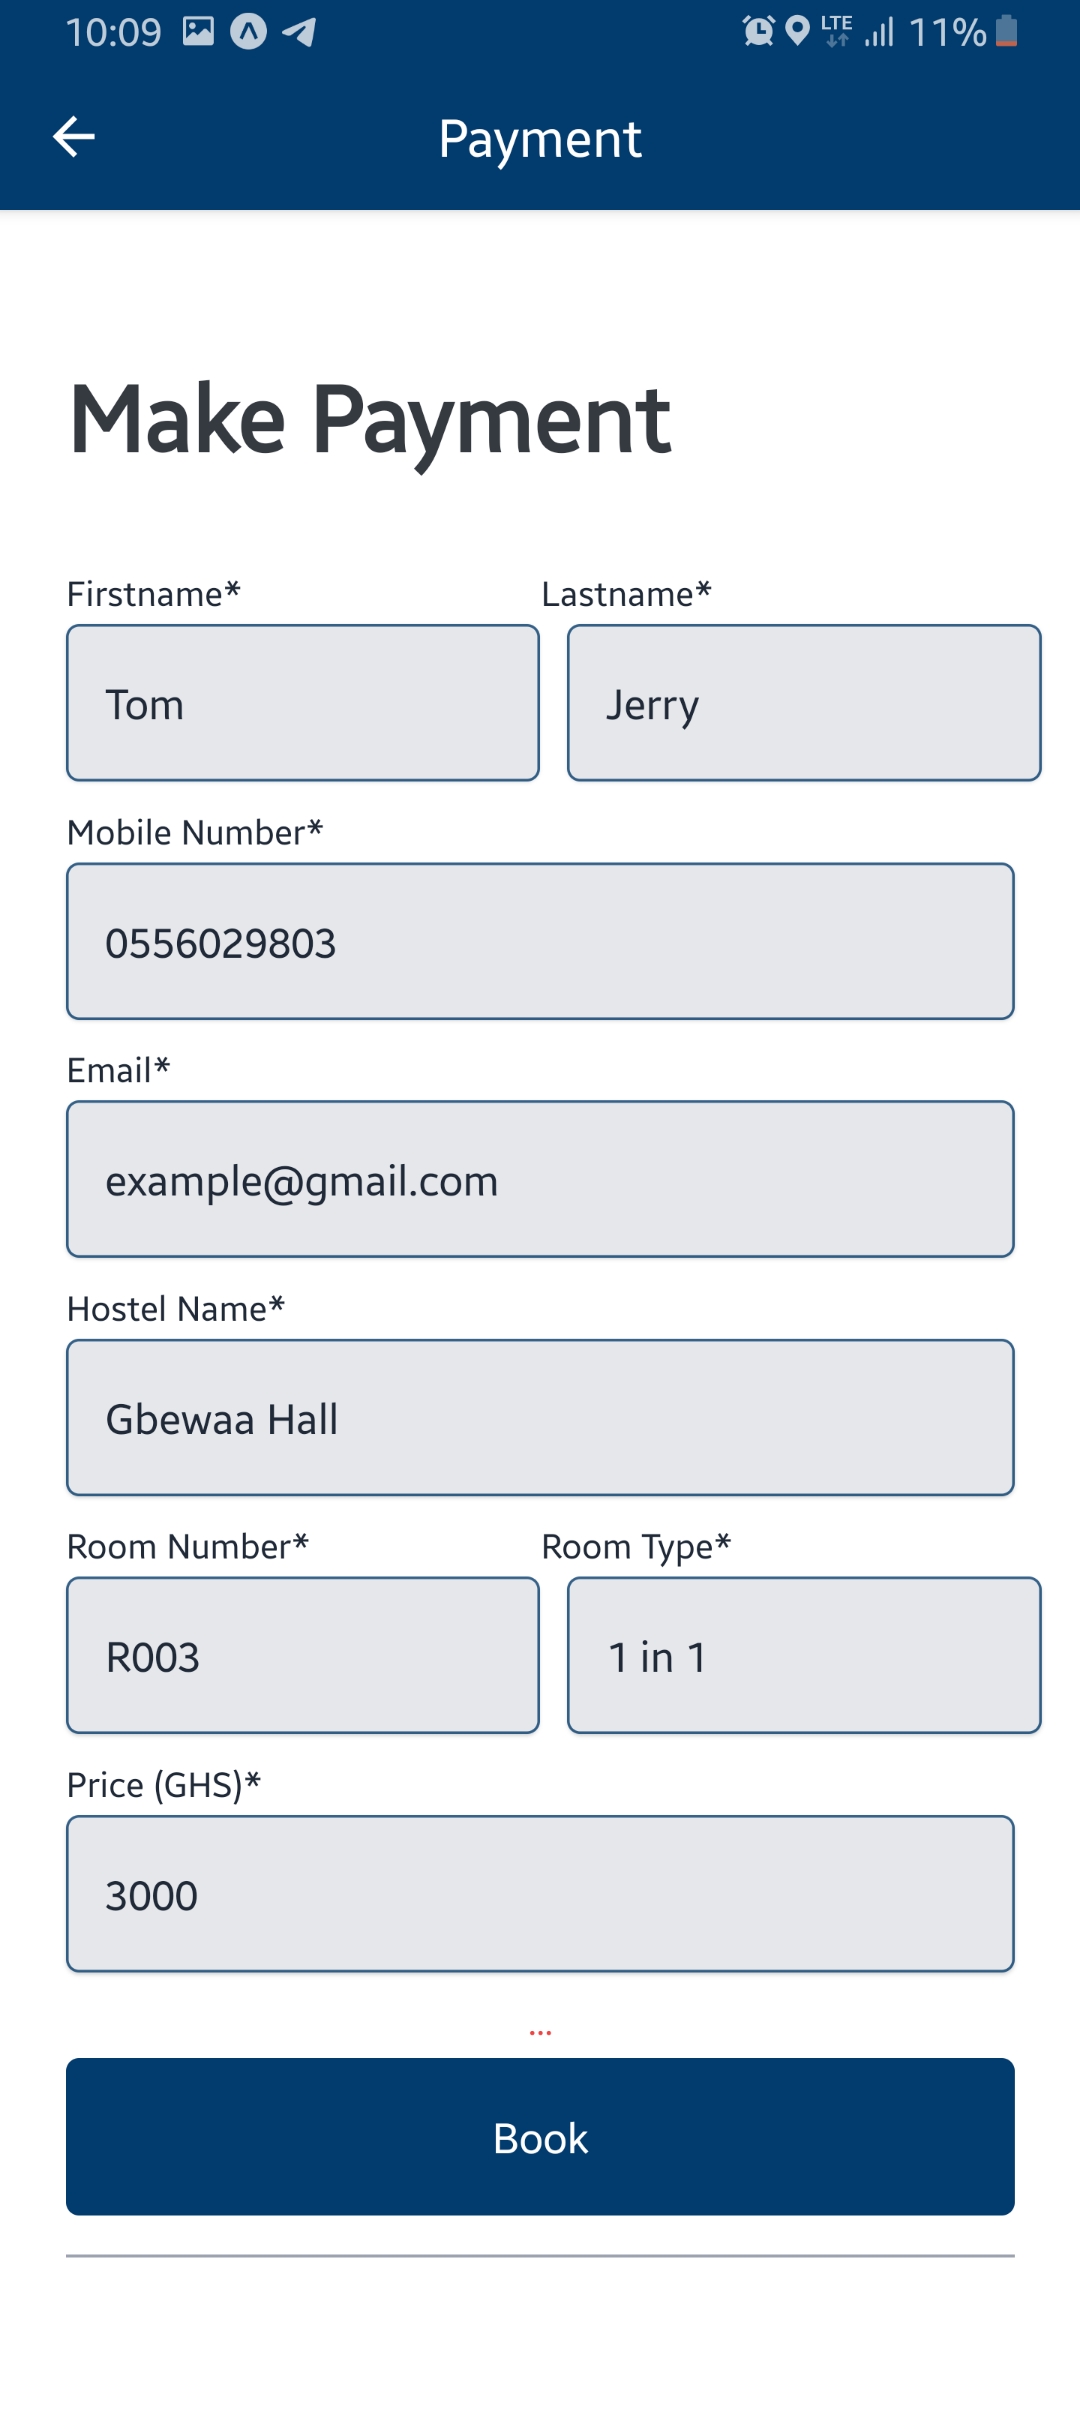 10:09 LTE 11%
Payment
Make Payment
Firstname* Lastname*
Tom Jerry
Mobile Number*
0556029803
Email*
example@gmail.com
Hostel Name*
Gbewaa Hall
Room Number* Room Type*
R003 1 in 1
Price (GHS)*
3000
...
Book